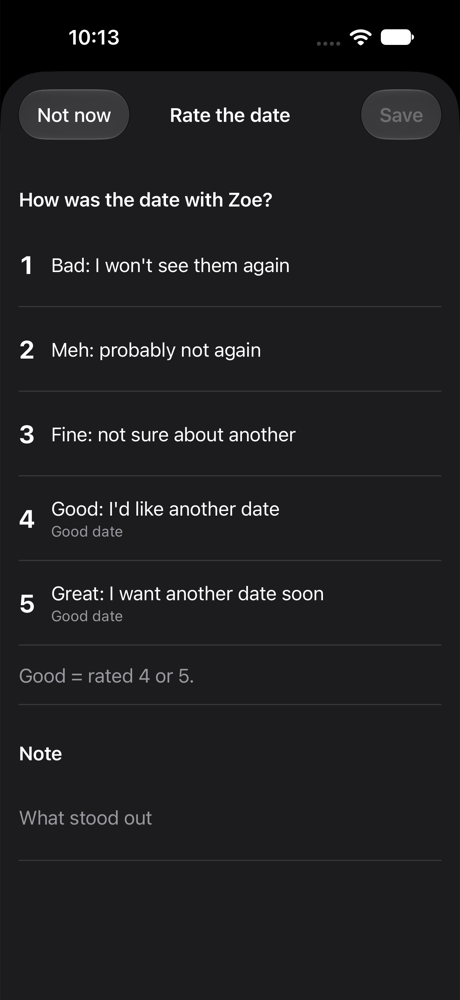 10:13
Not now
Rate the date
Save
How was the date with Zoe?
1 Bad: I won't see them again
2 Meh: probably not again
3 Fine: not sure about another
4 Good: I'd like another date
Good date
5 Great: I want another date soon
Good date
Good = rated 4 or 5.
Note
What stood out